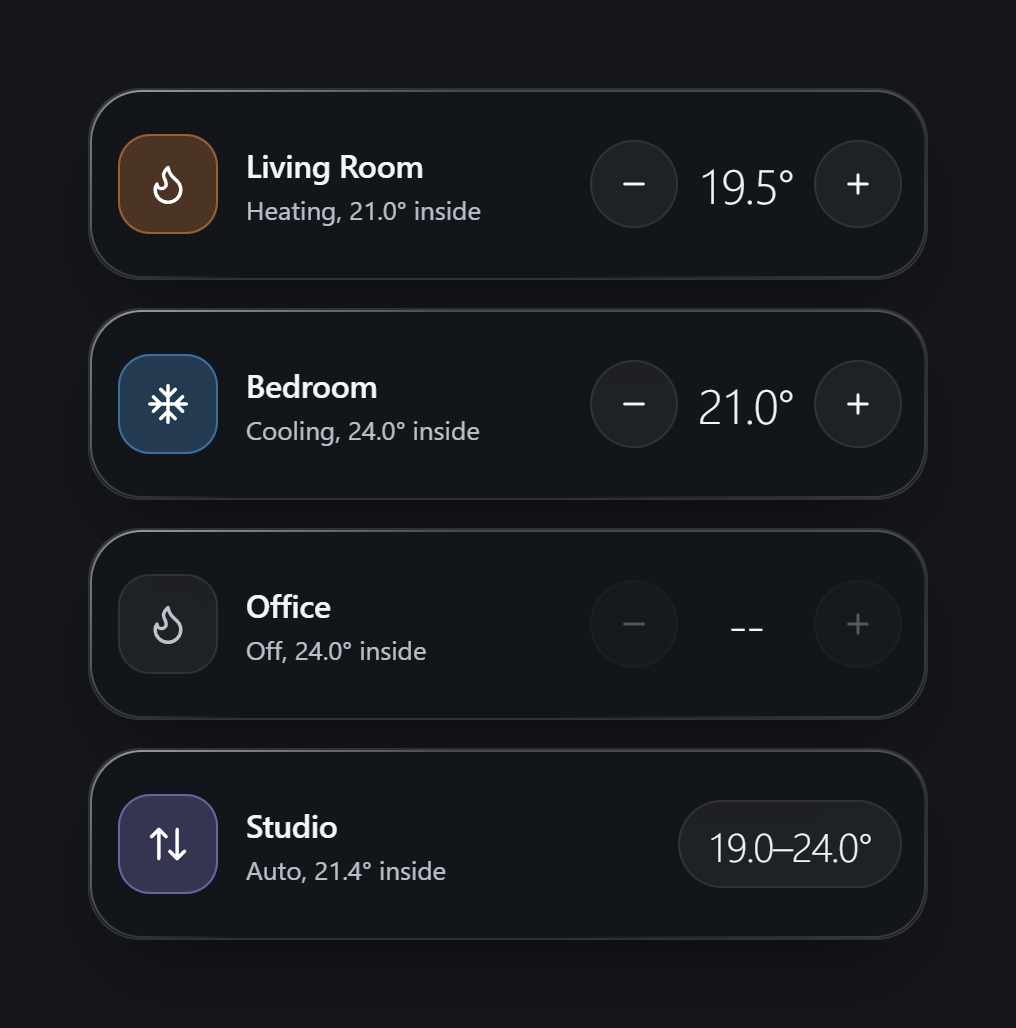 Living Room
Heating, 21.0° inside
− 19.5° +
Bedroom
Cooling, 24.0° inside
− 21.0° +
Office
Off, 24.0° inside
− -- +
Studio
Auto, 21.4° inside
19.0–24.0°